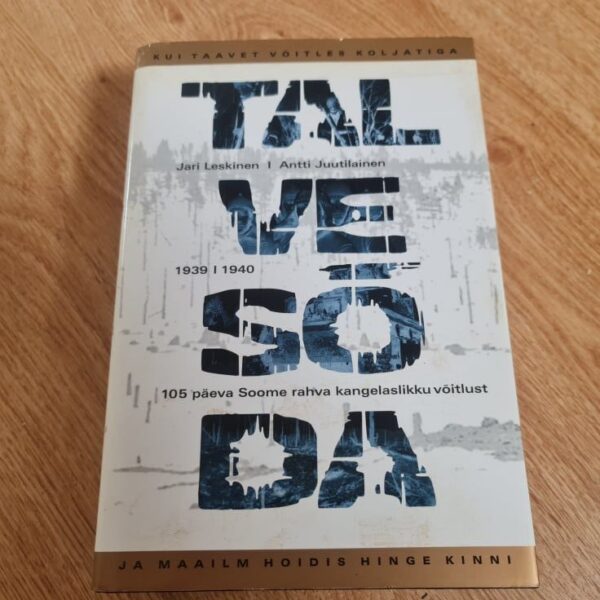 KUI TAAVET VÕITLES KOLJATIGA
TAL
Jari Leskinen I Antti Juutilainen
VE
1939 I 1940
SÕ
105 päeva Soome rahva kangelaslikku võitlust
DA
JA MAAILM HOIDIS HINGE KINNI